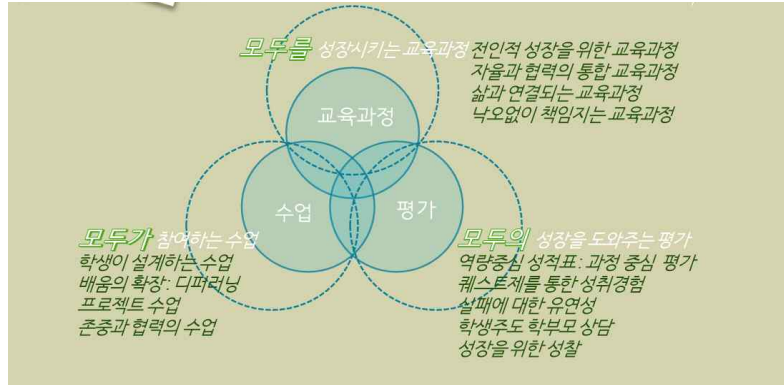 모두를 성장시키는 교육과정
전인적 성장을 위한 교육과정
자율과 협력의 통합 교육과정
삶과 연결되는 교육과정
낙오없이 책임지는 교육과정
교육과정
수업
평가
모두가 참여하는 수업
학생이 설계하는 수업
배움의 확장 : 디퍼러닝
프로젝트 수업
존중과 협력의 수업
모두의 성장을 도와주는 평가
역량중심 성적표 : 과정 중심 평가
퀘스트제를 통한 성취경험
실패에 대한 유연성
학생주도 학부모 상담
성장을 위한 성찰